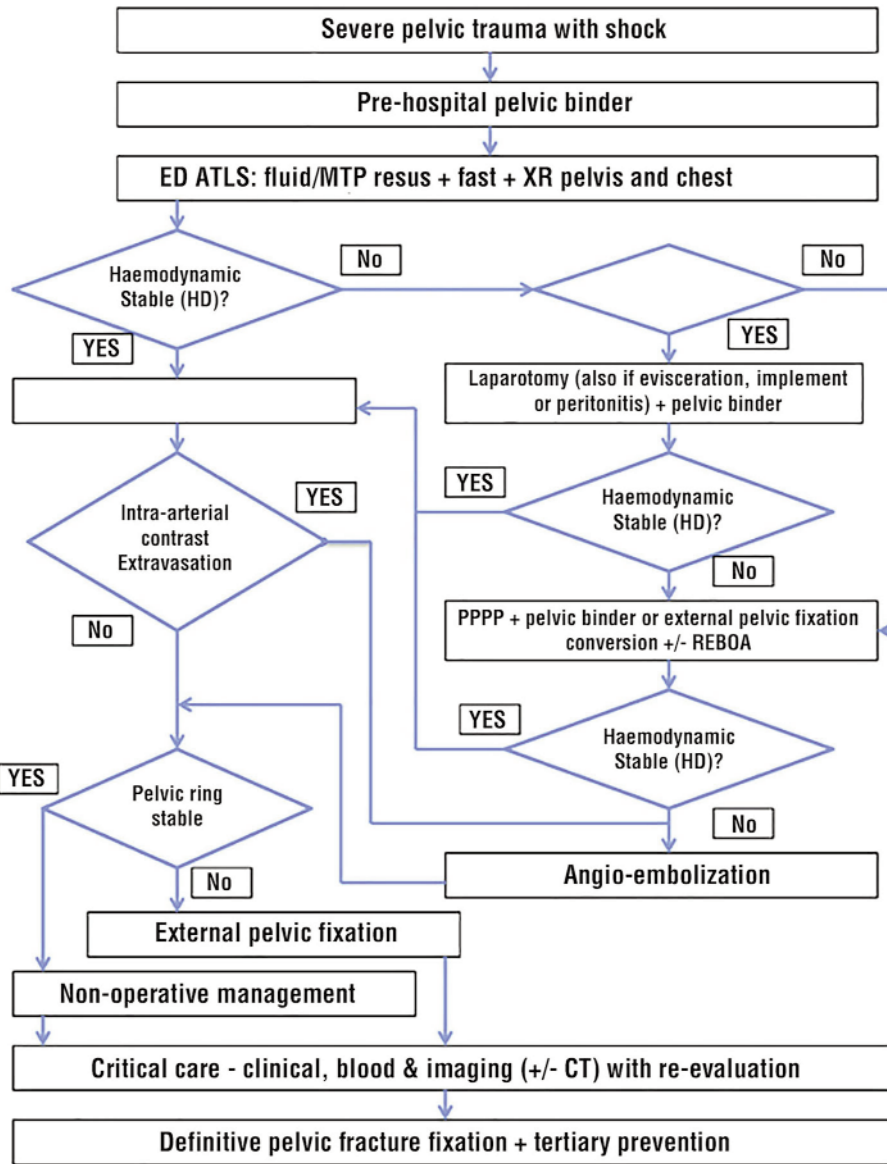 Severe pelvic trauma with shock
Pre-hospital pelvic binder
ED ATLS: fluid/MTP resus + fast + XR pelvis and chest
Haemodynamic
Stable (HD)?
No
YES
No
YES
Laparotomy (also if evisceration, implement
or peritonitis) + pelvic binder
Intra-arterial
contrast
Extravasation
YES
No
YES
Haemodynamic
Stable (HD)?
No
PPPP + pelvic binder or external pelvic fixation
conversion +/- REBOA
YES
Haemodynamic
Stable (HD)?
No
YES
Pelvic ring
stable
No
Angio-embolization
External pelvic fixation
Non-operative management
Critical care - clinical, blood & imaging (+/- CT) with re-evaluation
Definitive pelvic fracture fixation + tertiary prevention